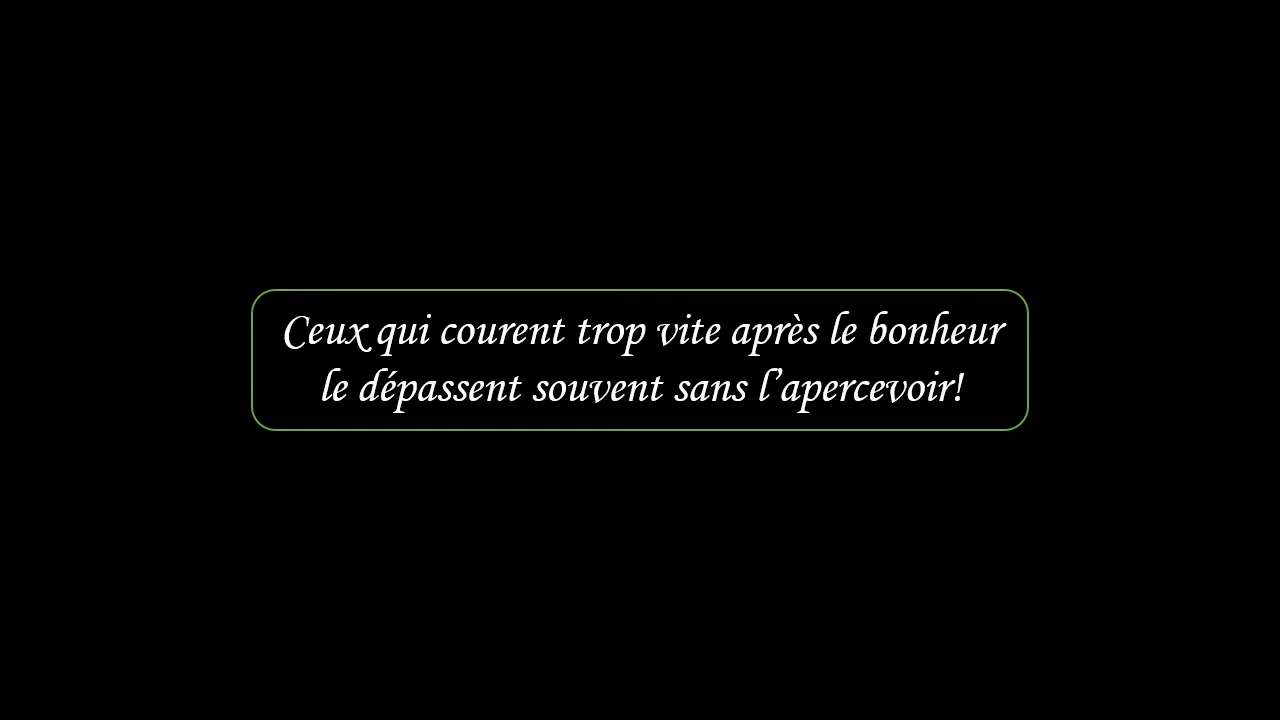 Ceux qui courent trop vite après le bonheur
le dépassent souvent sans l’apercevoir!